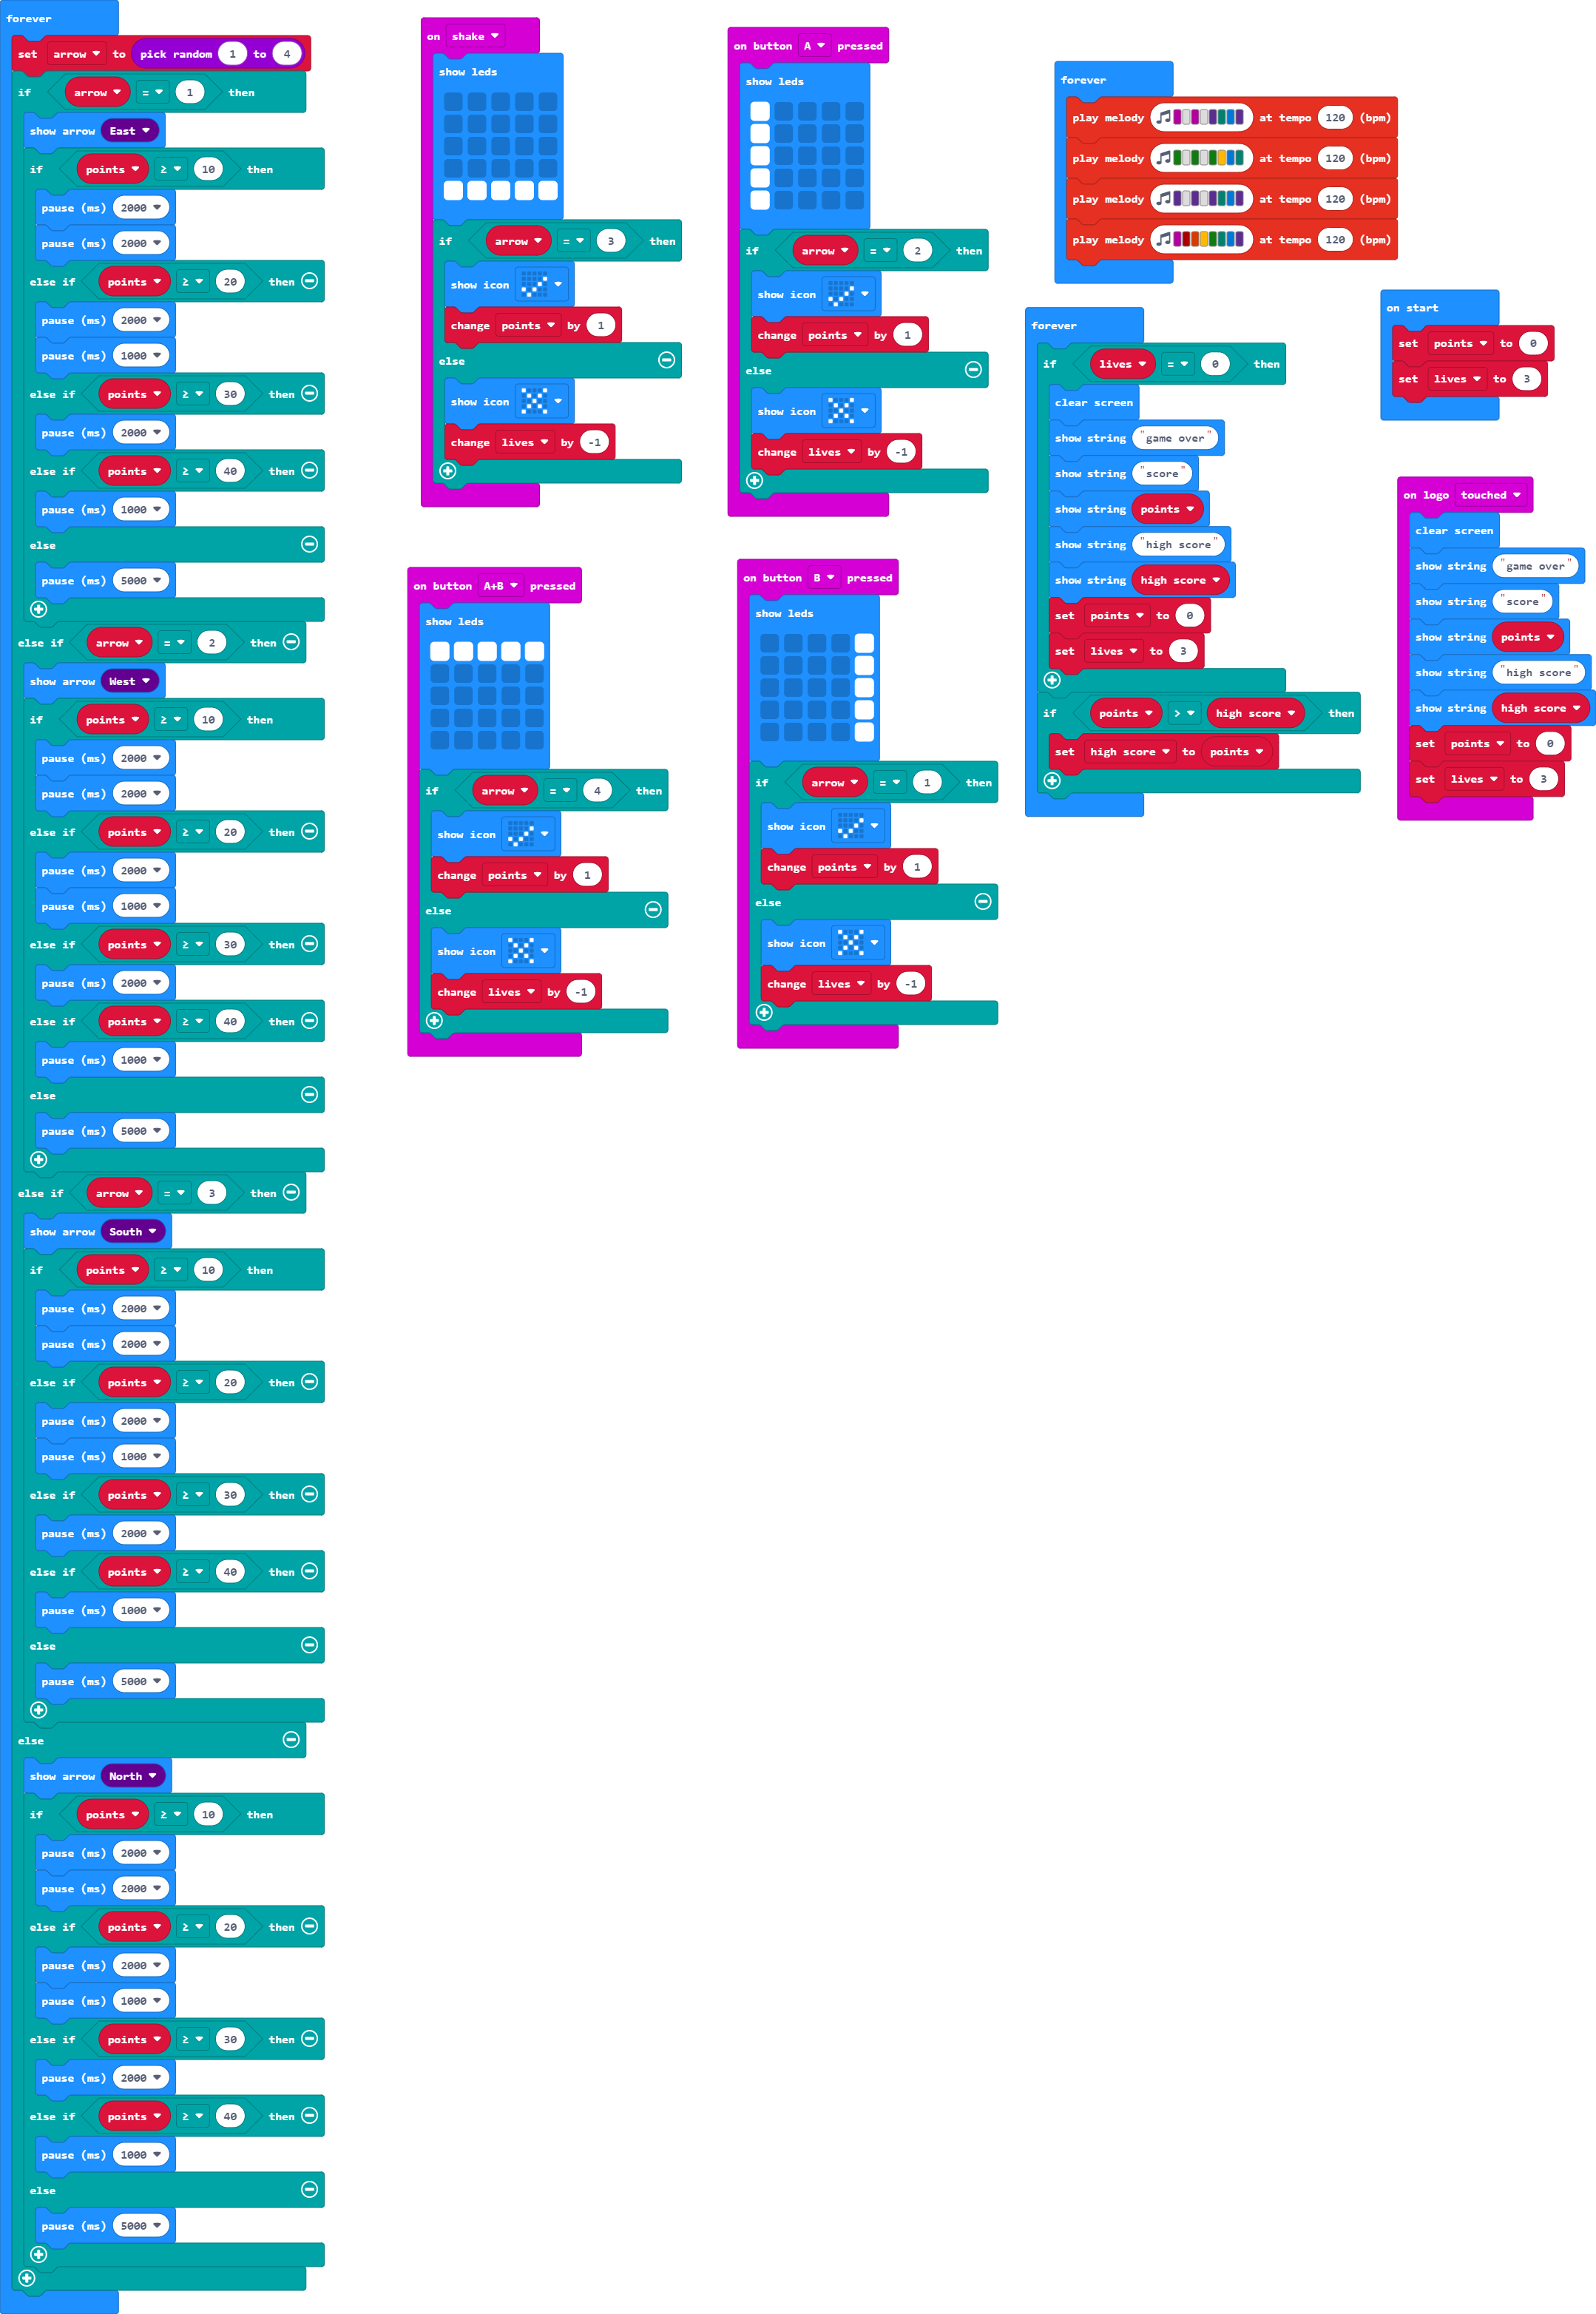 forever
set arrow to pick random 1 to 4
if arrow = 1 then
show arrow East
if points ≥ 10 then
pause (ms) 2000
pause (ms) 2000
else if points ≥ 20 then
pause (ms) 2000
pause (ms) 1000
else if points ≥ 30 then
pause (ms) 2000
else if points ≥ 40 then
pause (ms) 1000
else
pause (ms) 5000
else if arrow = 2 then
show arrow West
if points ≥ 10 then
pause (ms) 2000
pause (ms) 2000
else if points ≥ 20 then
pause (ms) 2000
pause (ms) 1000
else if points ≥ 30 then
pause (ms) 2000
else if points ≥ 40 then
pause (ms) 1000
else
pause (ms) 5000
else if arrow = 3 then
show arrow South
if points ≥ 10 then
pause (ms) 2000
pause (ms) 2000
else if points ≥ 20 then
pause (ms) 2000
pause (ms) 1000
else if points ≥ 30 then
pause (ms) 2000
else if points ≥ 40 then
pause (ms) 1000
else
pause (ms) 5000
else
show arrow North
if points ≥ 10 then
pause (ms) 2000
pause (ms) 2000
else if points ≥ 20 then
pause (ms) 2000
pause (ms) 1000
else if points ≥ 30 then
pause (ms) 2000
else if points ≥ 40 then
pause (ms) 1000
else
pause (ms) 5000
on shake
show leds
if arrow = 3 then
show icon
change points by 1
else
show icon
change lives by -1
on button A+B pressed
show leds
if arrow = 4 then
show icon
change points by 1
else
show icon
change lives by -1
on button A pressed
show leds
if arrow = 2 then
show icon
change points by 1
else
show icon
change lives by -1
on button B pressed
show leds
if arrow = 1 then
show icon
change points by 1
else
show icon
change lives by -1
forever
play melody at tempo 120 (bpm)
play melody at tempo 120 (bpm)
play melody at tempo 120 (bpm)
play melody at tempo 120 (bpm)
forever
if lives = 0 then
clear screen
show string "game over"
show string "score"
show string points
show string "high score"
show string high score
set points to 0
set lives to 3
if points > high score then
set high score to points
on start
set points to 0
set lives to 3
on logo touched
clear screen
show string "game over"
show string "score"
show string points
show string "high score"
show string high score
set points to 0
set lives to 3